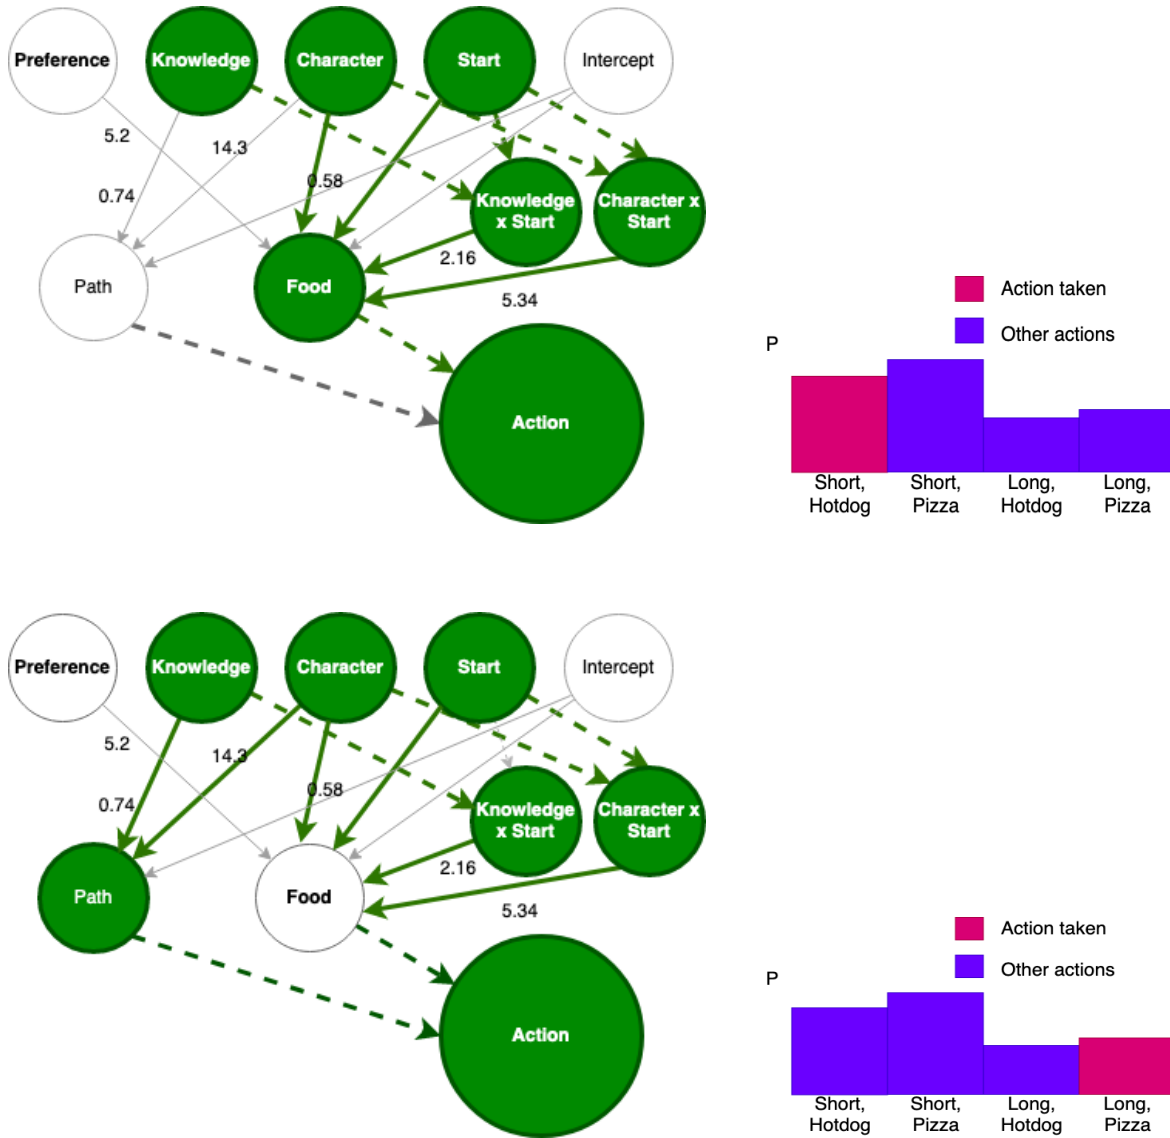 Preference
Knowledge
Character
Start
Intercept
5.2
14.3
0.58
0.74
Knowledge
x Start
Character x
Start
Path
Food
2.16
5.34
Action
Action taken
Other actions
P
Short,
Hotdog
Short,
Pizza
Long,
Hotdog
Long,
Pizza
Preference
Knowledge
Character
Start
Intercept
5.2
14.3
0.58
0.74
Knowledge
x Start
Character x
Start
Path
Food
2.16
5.34
Action
Action taken
Other actions
P
Short,
Hotdog
Short,
Pizza
Long,
Hotdog
Long,
Pizza